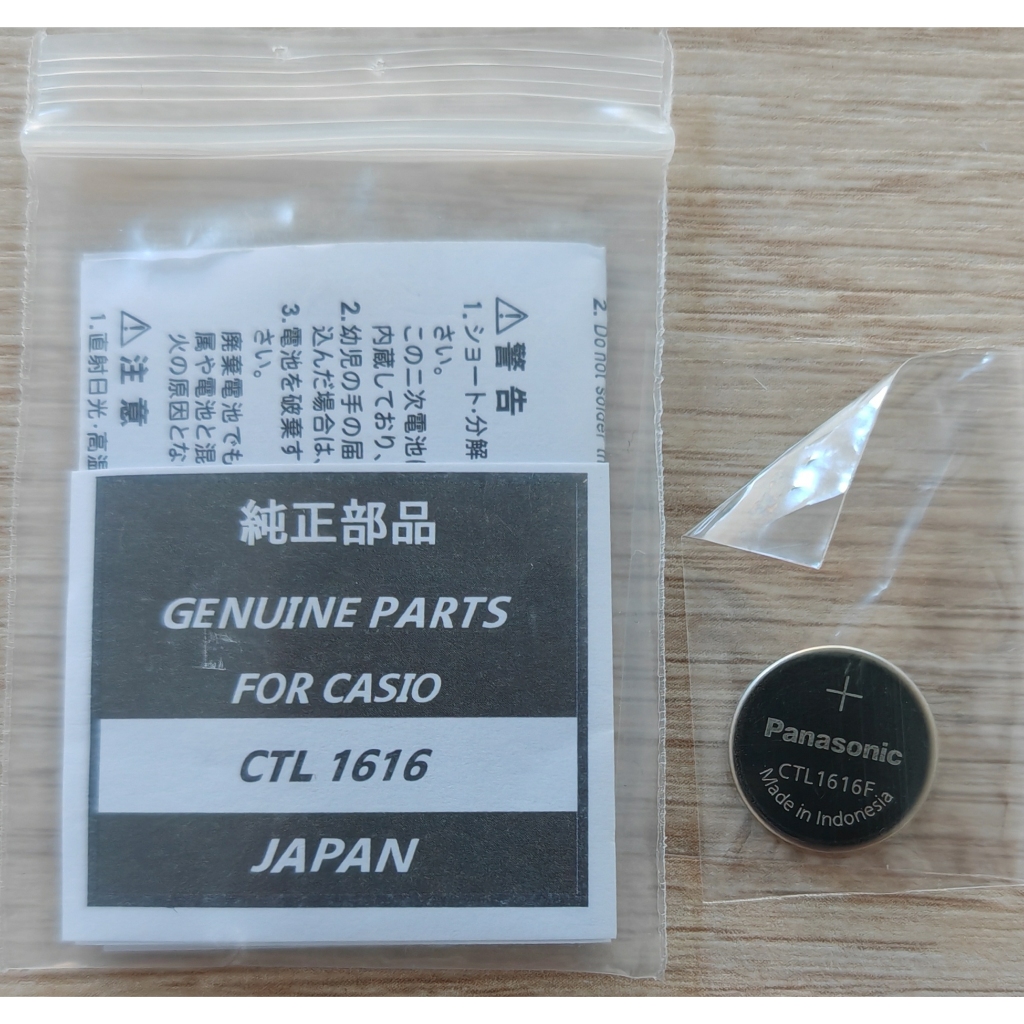 2. Do not solder in
⚠警告
1.ショート・分解
さい。
この二次電池
内蔵しており、
2.幼児の手の届
込んだ場合は、
3.電池を破棄す
さい。
廃棄電池でも
属や電池と混
火の原因とな
⚠注意
1.直射日光・高温
純正部品
GENUINE PARTS
FOR CASIO
CTL 1616
JAPAN
+
Panasonic
CTL1616F
Made in Indonesia